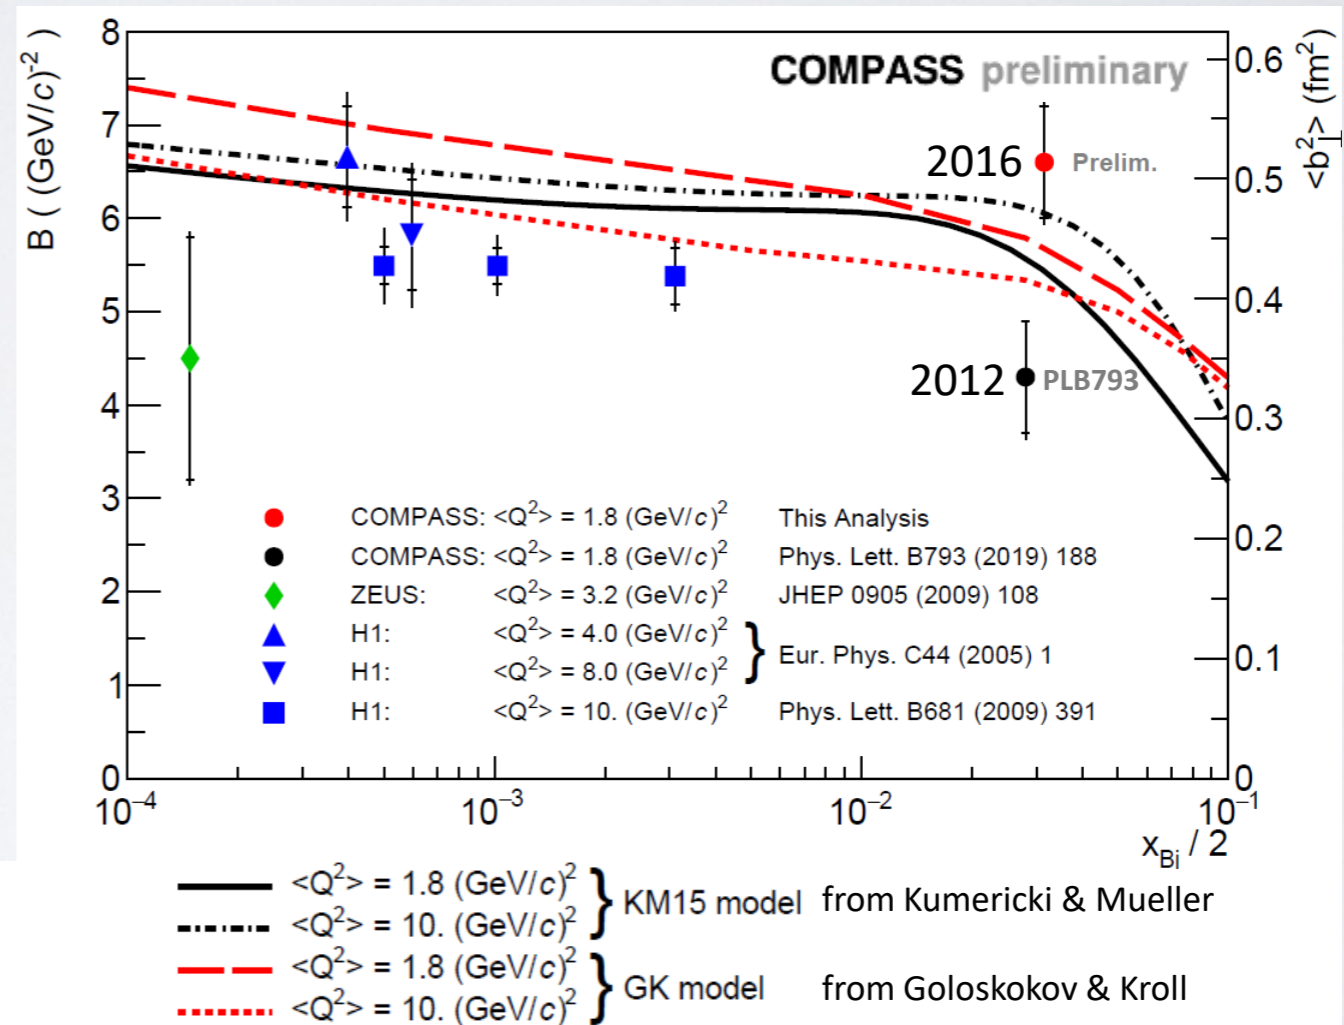 COMPASS preliminary
B ( (GeV/c)⁻² )
<b²⊥> (fm²)
8
7
6
5
4
3
2
1
0
0.6
0.5
0.4
0.3
0.2
0.1
0
2016 Prelim.
2012 PLB793
COMPASS: <Q²> = 1.8 (GeV/c)² This Analysis
COMPASS: <Q²> = 1.8 (GeV/c)² Phys. Lett. B793 (2019) 188
ZEUS: <Q²> = 3.2 (GeV/c)² JHEP 0905 (2009) 108
H1: <Q²> = 4.0 (GeV/c)²
} Eur. Phys. C44 (2005) 1
H1: <Q²> = 8.0 (GeV/c)²
H1: <Q²> = 10. (GeV/c)² Phys. Lett. B681 (2009) 391
10⁻⁴ 10⁻³ 10⁻² 10⁻¹
x_Bj / 2
<Q²> = 1.8 (GeV/c)²
} KM15 model from Kumericki & Mueller
<Q²> = 10. (GeV/c)²
<Q²> = 1.8 (GeV/c)²
} GK model from Goloskokov & Kroll
<Q²> = 10. (GeV/c)²